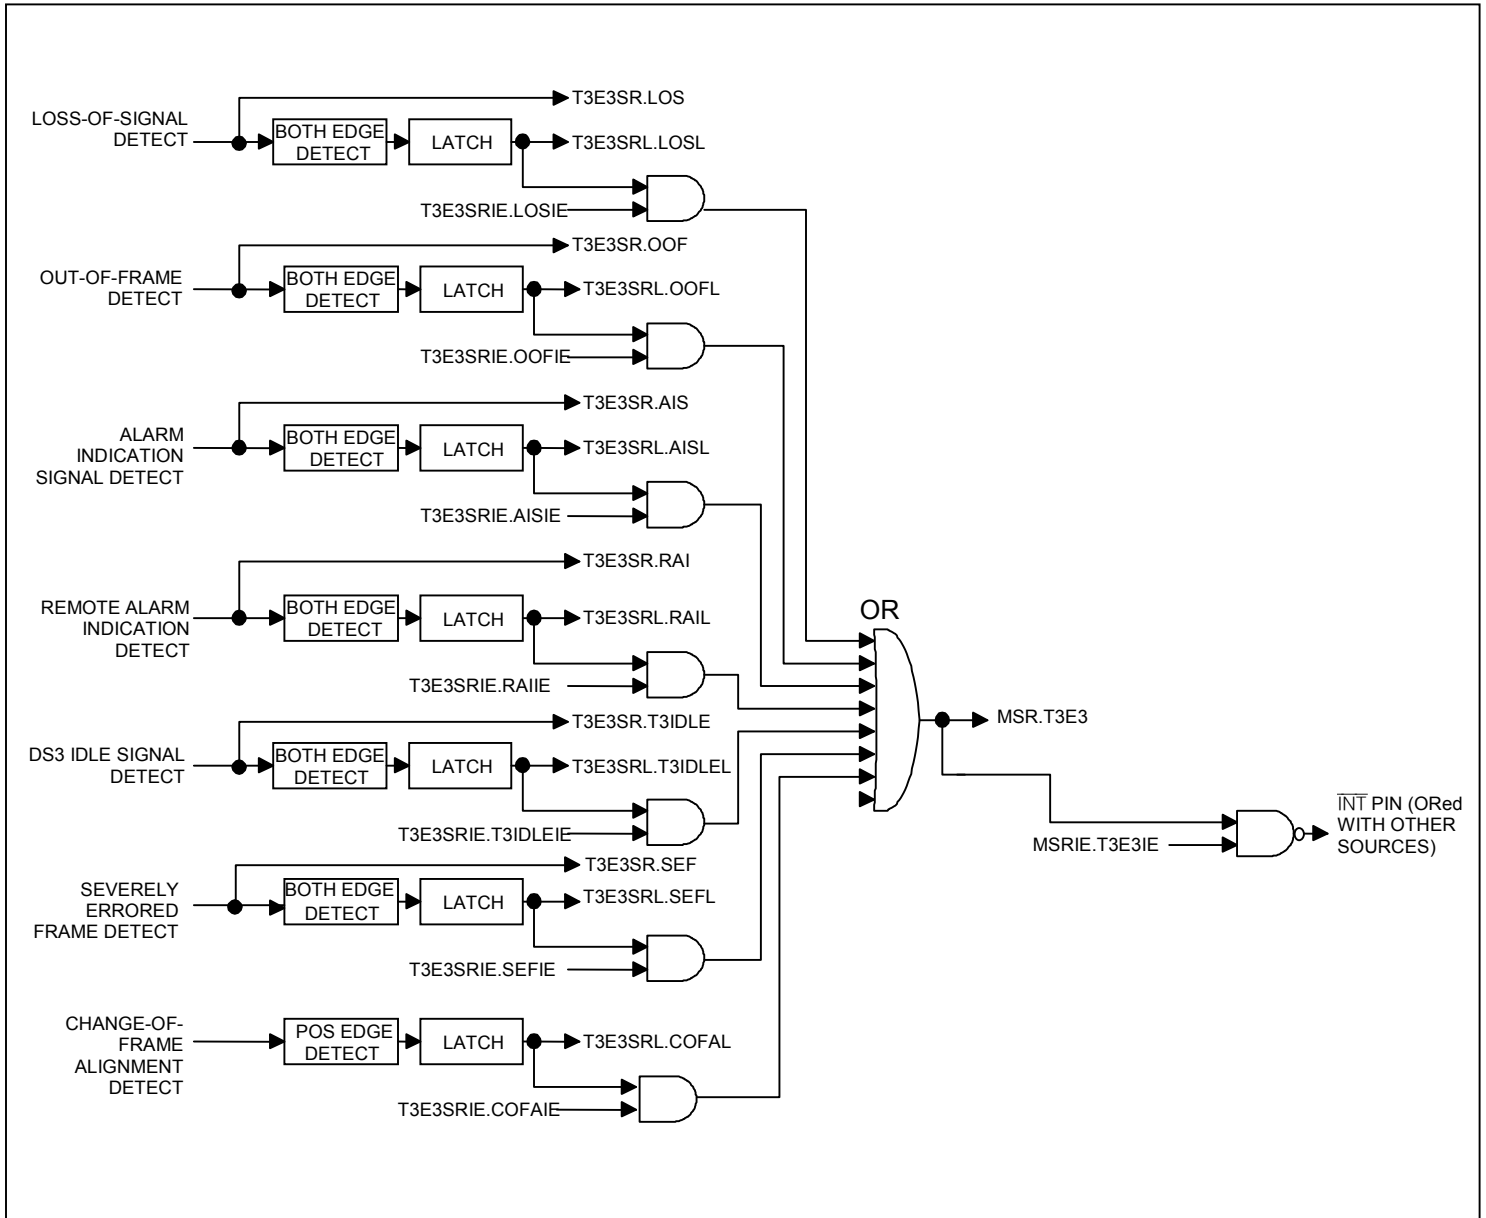 T3E3SR.LOS
LOSS-OF-SIGNAL
DETECT
BOTH EDGE
DETECT
LATCH
T3E3SRL.LOSL
T3E3SRIE.LOSIE
T3E3SR.OOF
OUT-OF-FRAME
DETECT
BOTH EDGE
DETECT
LATCH
T3E3SRL.OOFL
T3E3SRIE.OOFIE
T3E3SR.AIS
ALARM
INDICATION
SIGNAL DETECT
BOTH EDGE
DETECT
LATCH
T3E3SRL.AISL
T3E3SRIE.AISIE
T3E3SR.RAI
REMOTE ALARM
INDICATION
DETECT
BOTH EDGE
DETECT
LATCH
T3E3SRL.RAIL
T3E3SRIE.RAIIE
OR
T3E3SR.T3IDLE
DS3 IDLE SIGNAL
DETECT
BOTH EDGE
DETECT
LATCH
T3E3SRL.T3IDLEL
T3E3SRIE.T3IDLEIE
MSR.T3E3
MSRIE.T3E3IE
INT PIN (ORed
WITH OTHER
SOURCES)
T3E3SR.SEF
SEVERELY
ERRORED
FRAME DETECT
BOTH EDGE
DETECT
LATCH
T3E3SRL.SEFL
T3E3SRIE.SEFIE
CHANGE-OF-
FRAME
ALIGNMENT
DETECT
POS EDGE
DETECT
LATCH
T3E3SRL.COFAL
T3E3SRIE.COFAIE